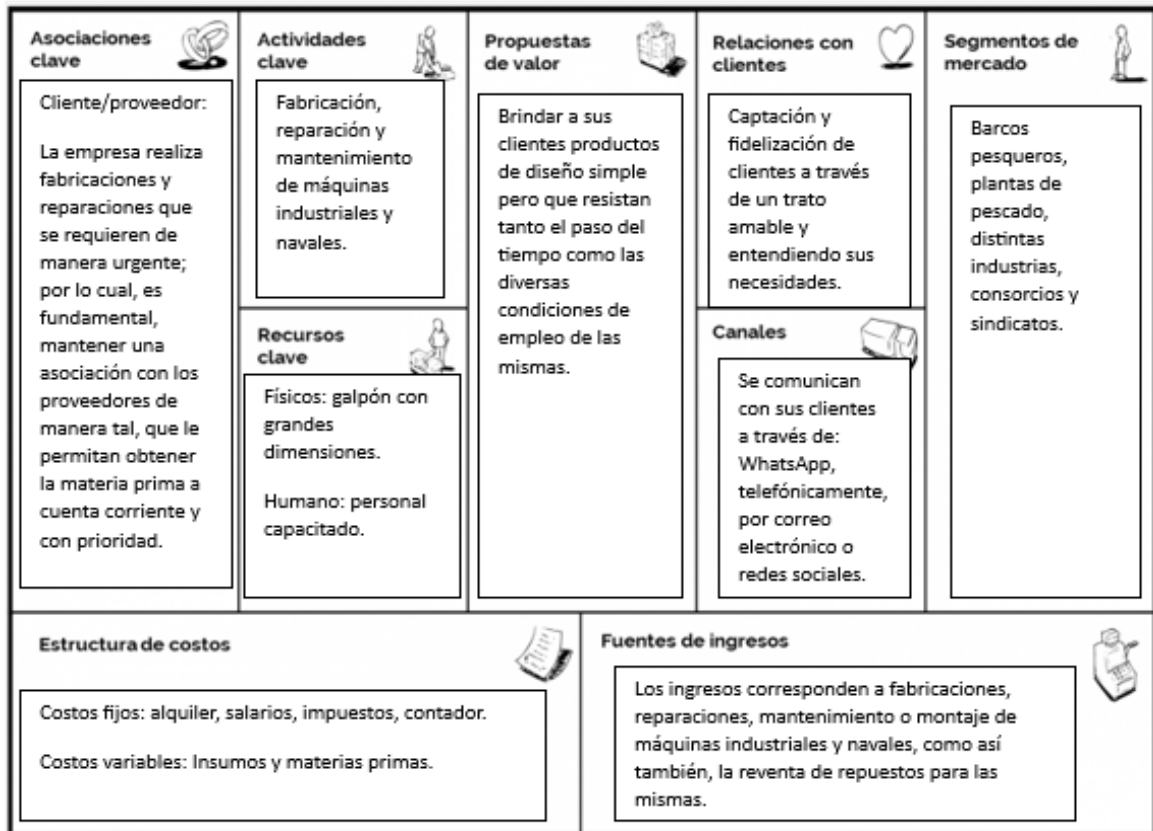 Asociaciones
clave
Cliente/proveedor:
La empresa realiza
fabricaciones y
reparaciones que
se requieren de
manera urgente;
por lo cual, es
fundamental,
mantener una
asociación con los
proveedores de
manera tal, que le
permitan obtener
la materia prima a
cuenta corriente y
con prioridad.
Actividades
clave
Fabricación,
reparación y
mantenimiento
de máquinas
industriales y
navales.
Recursos
clave
Físicos: galpón con
grandes
dimensiones.
Humano: personal
capacitado.
Propuestas
de valor
Brindar a sus
clientes productos
de diseño simple
pero que resistan
tanto el paso del
tiempo como las
diversas
condiciones de
empleo de las
mismas.
Relaciones con
clientes
Captación y
fidelización de
clientes a través
de un trato
amable y
entendiendo sus
necesidades.
Canales
Se comunican
con sus clientes
a través de:
WhatsApp,
telefónicamente,
por correo
electrónico o
redes sociales.
Segmentos de
mercado
Barcos
pesqueros,
plantas de
pescado,
distintas
industrias,
consorcios y
sindicatos.
Estructura de costos
Costos fijos: alquiler, salarios, impuestos, contador.
Costos variables: Insumos y materias primas.
Fuentes de ingresos
Los ingresos corresponden a fabricaciones,
reparaciones, mantenimiento o montaje de
máquinas industriales y navales, como así
también, la reventa de repuestos para las
mismas.